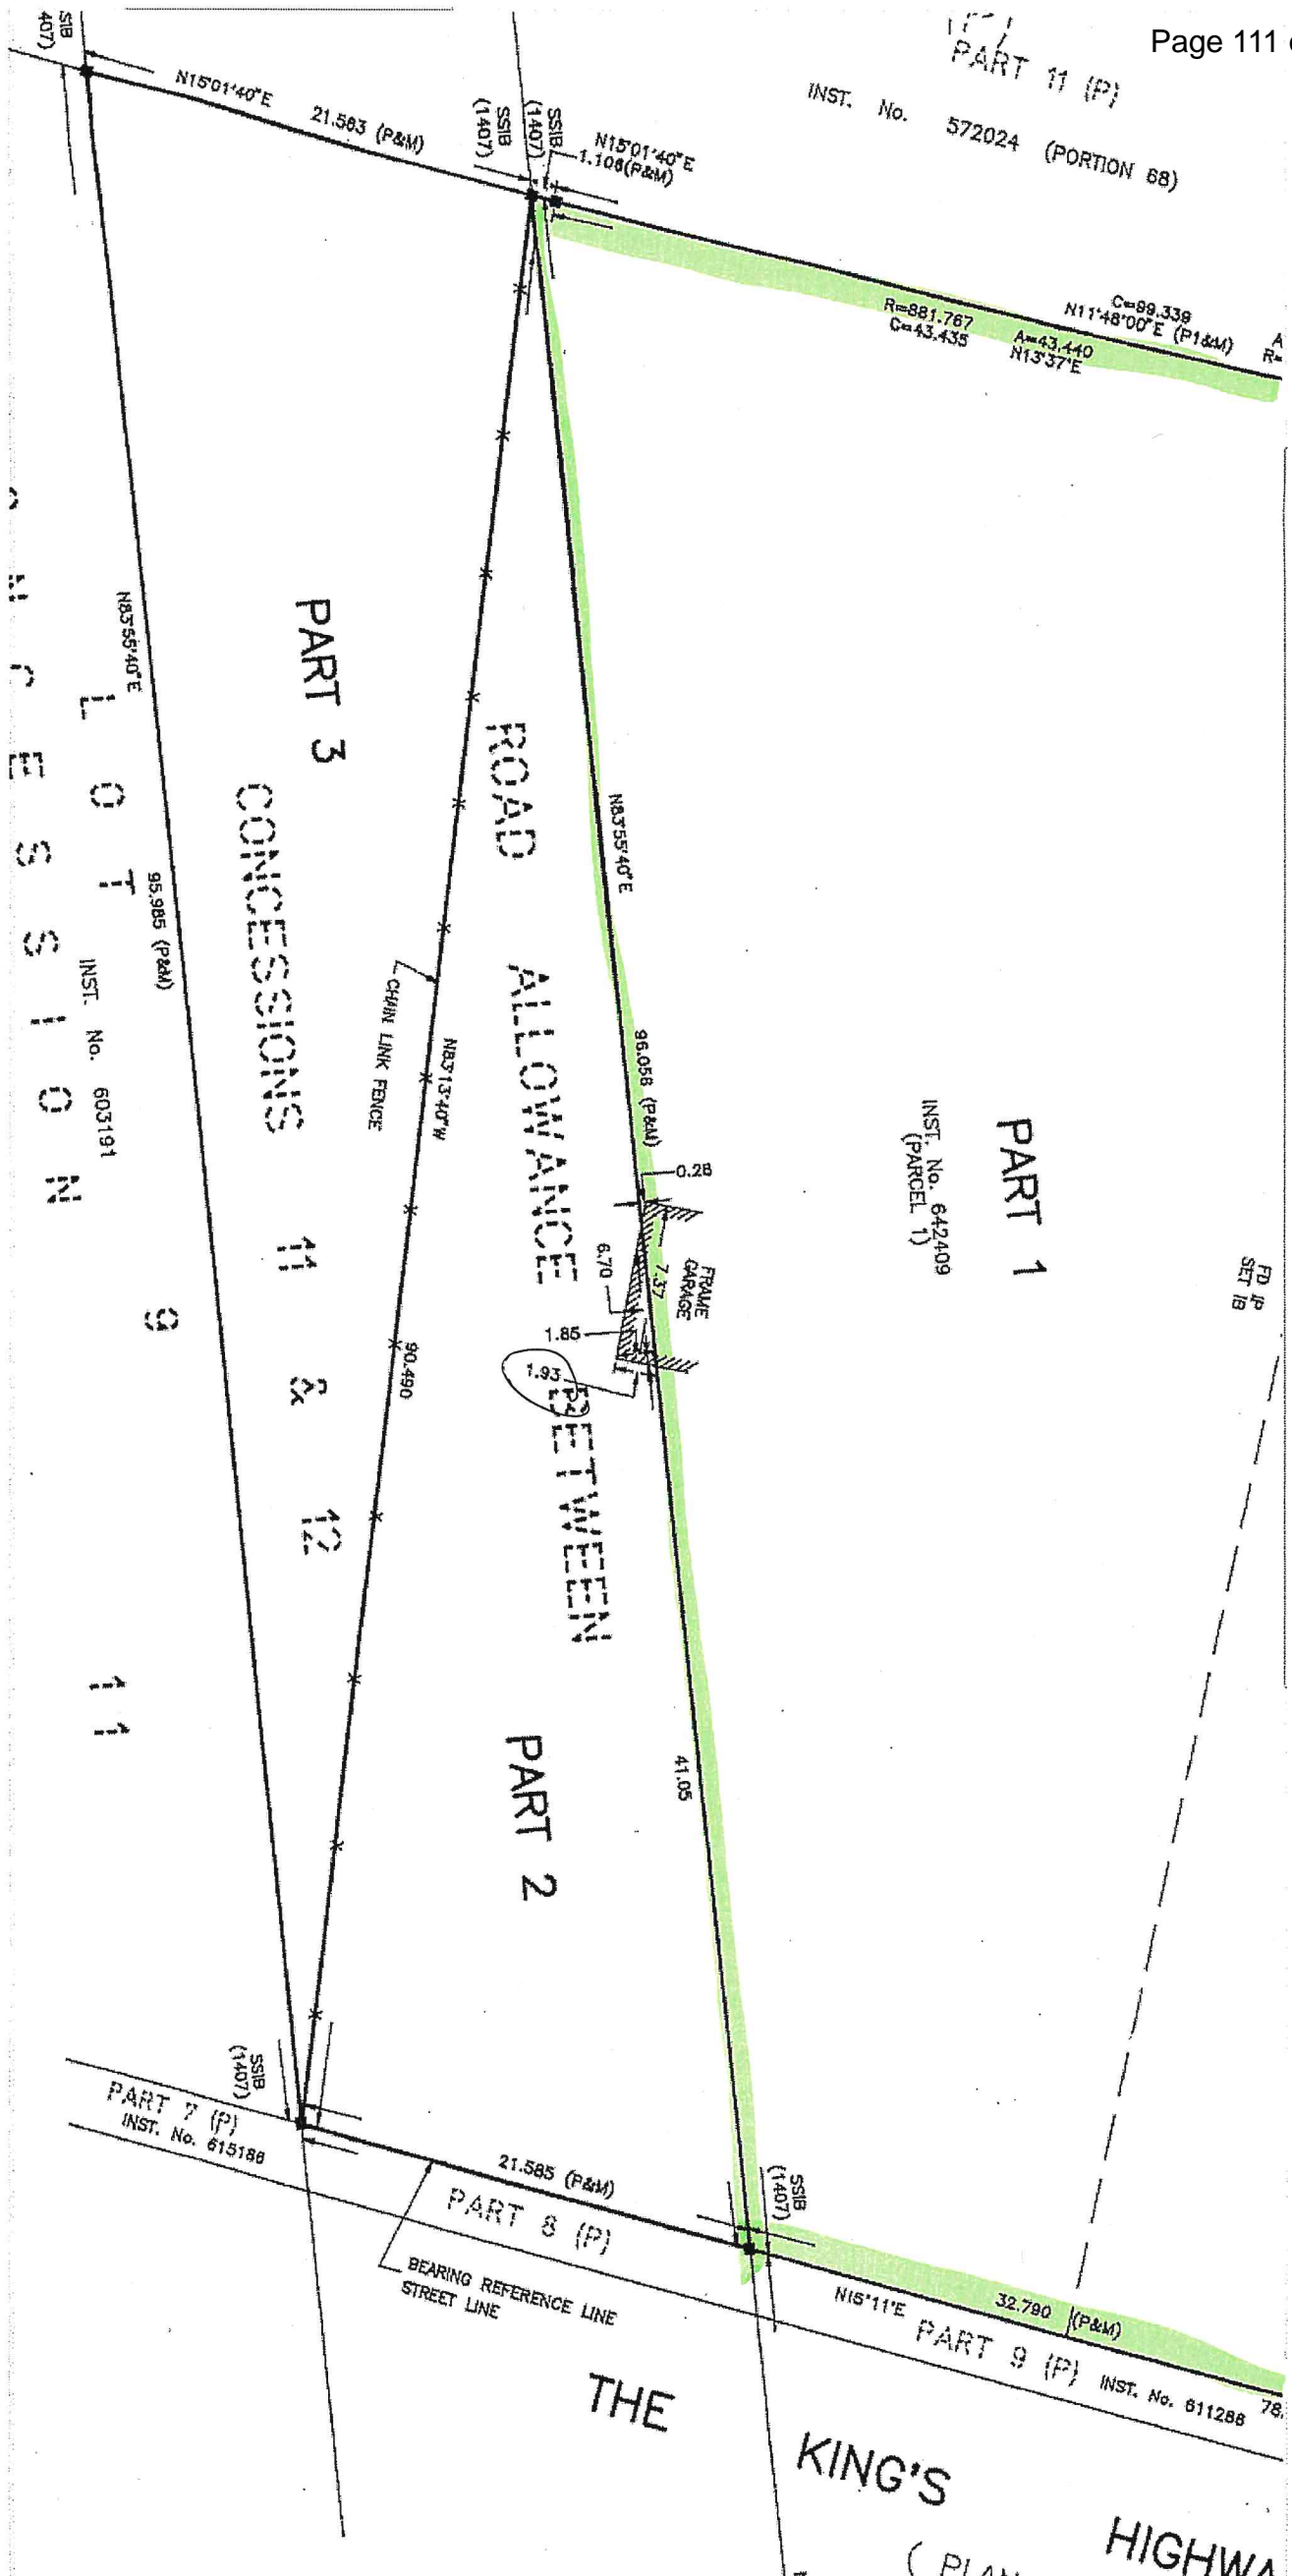 Page 111
PART 11 (P)
INST. No. 572024 (PORTION 68)
SIB
407)
N15°01'40"E 21.583 (P&M)
SSIB
(1407)
SSIB
(1407)
N15°01'40"E
1.106(P&M)
C=99.339
N11°48'00"E (P1&M)
R=881.767 A=43.440
C=43.435 N13°37'E
A
R=
PART 1
INST. No. 642409
(PARCEL 1)
FD IP
SET IB
N83°55'40"E 96.056 (P&M)
0.28
FRAME
GARAGE
7.37
6.70
1.85
1.93
41.05
ROAD ALLOWANCE BETWEEN
PART 2
N83°13'40"W 90.490
CHAIN LINK FENCE
PART 3
CONCESSIONS 11 & 12
N83°55'40"E 95.985 (P&M)
LOT 9
INST. No. 603191
CONCESSION 11
SSIB
(1407)
PART 7 (P)
INST. No. 615186
21.585 (P&M)
PART 8 (P)
BEARING REFERENCE LINE
STREET LINE
SSIB
(1407)
N15°11'E 32.790 (P&M)
PART 9 (P) INST. No. 611286
78.
THE KING'S HIGHWA
( PLAN